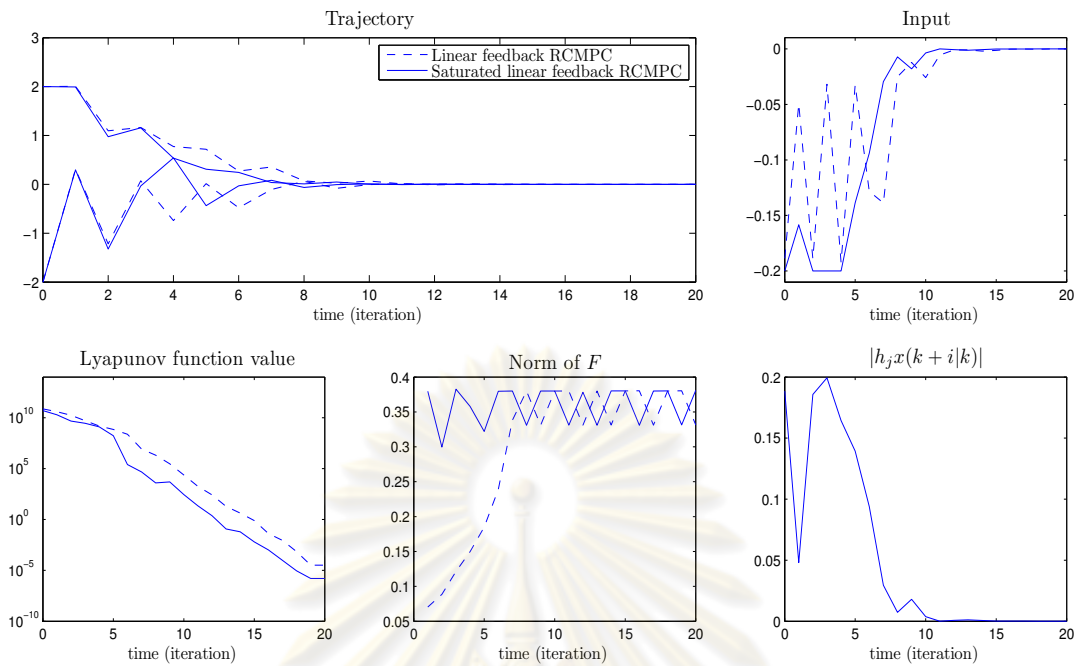 Trajectory
3
2
1
0
−1
−2
Linear feedback RCMPC
Saturated linear feedback RCMPC
0 2 4 6 8 10 12 14 16 18 20
time (iteration)
Input
0
−0.05
−0.1
−0.15
−0.2
0 5 10 15 20
time (iteration)
Lyapunov function value
10^10
10^5
10^0
10^−5
10^−10
0 5 10 15 20
time (iteration)
Norm of F
0.4
0.35
0.3
0.25
0.2
0.15
0.1
0.05
0 5 10 15 20
time (iteration)
|h_j x(k + i|k)|
0.2
0.15
0.1
0.05
0
0 5 10 15 20
time (iteration)